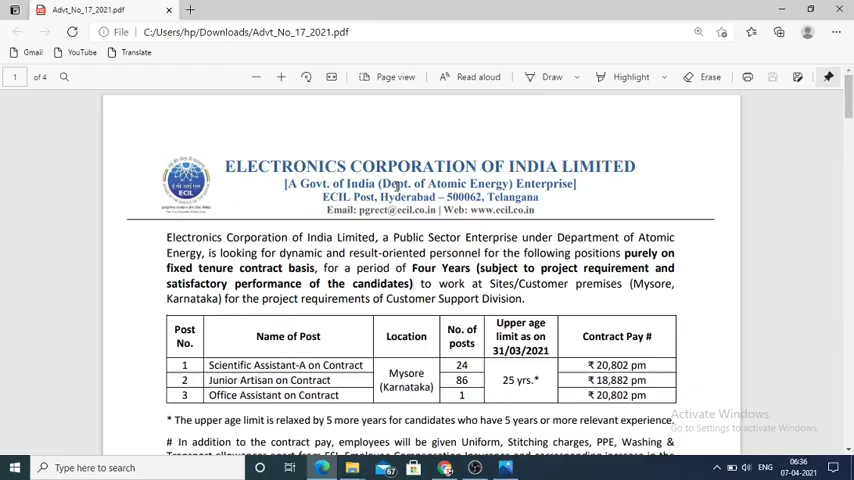 Advt_No_17_2021.pdf
File C:/Users/hp/Downloads/Advt_No_17_2021.pdf
Gmail YouTube Translate
1 of 4 Page view Read aloud Draw Highlight Erase
ELECTRONICS CORPORATION OF INDIA LIMITED
[A Govt. of India (Dept. of Atomic Energy) Enterprise]
ECIL Post, Hyderabad – 500062, Telangana
Email: pgrect@ecil.co.in | Web: www.ecil.co.in
ECIL
Electronics Corporation of India Limited, a Public Sector Enterprise under Department of Atomic
Energy, is looking for dynamic and result-oriented personnel for the following positions purely on
fixed tenure contract basis, for a period of Four Years (subject to project requirement and
satisfactory performance of the candidates) to work at Sites/Customer premises (Mysore,
Karnataka) for the project requirements of Customer Support Division.
Post No. Name of Post Location No. of posts Upper age limit as on 31/03/2021 Contract Pay #
1 Scientific Assistant-A on Contract 24 ₹ 20,802 pm
Mysore (Karnataka) 25 yrs.*
2 Junior Artisan on Contract 86 ₹ 18,882 pm
3 Office Assistant on Contract 1 ₹ 20,802 pm
* The upper age limit is relaxed by 5 more years for candidates who have 5 years or more relevant experience.
# In addition to the contract pay, employees will be given Uniform, Stitching charges, PPE, Washing &
Activate Windows
Go to Settings to activate Windows.
Type here to search
67
ENG
06:36
07-04-2021